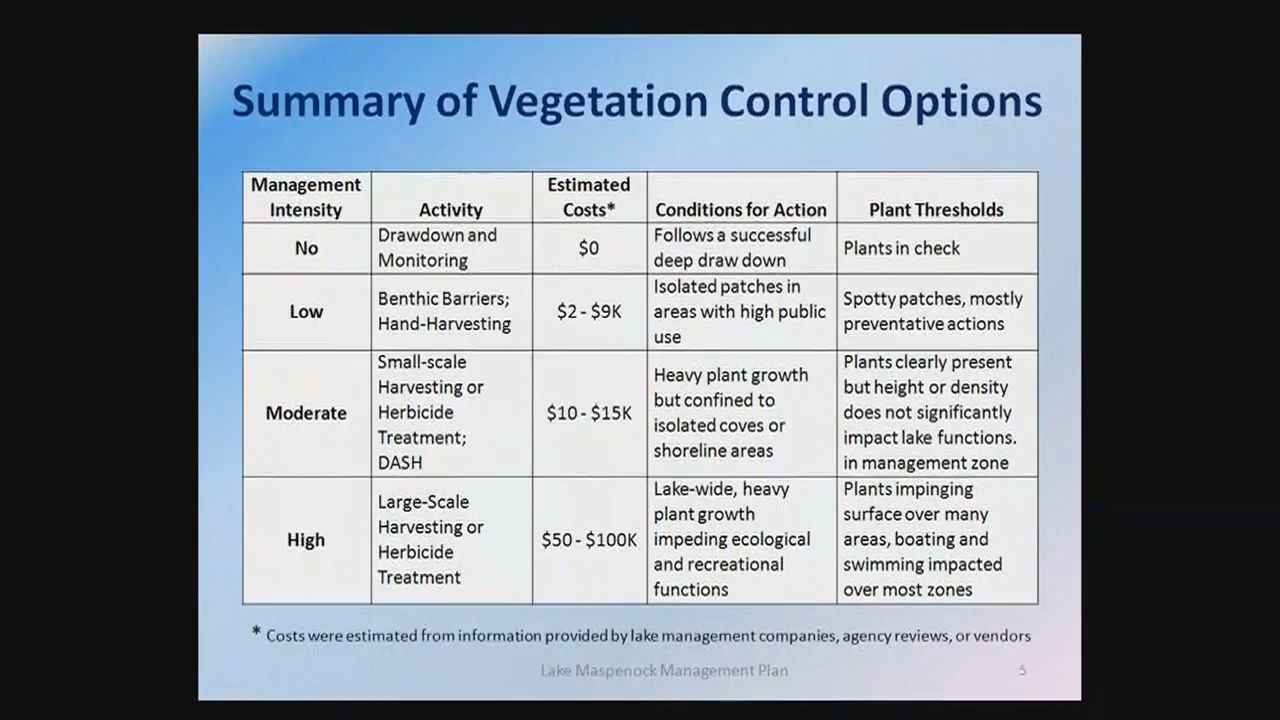 Summary of Vegetation Control Options
Management
Intensity
Activity
Estimated
Costs*
Conditions for Action
Plant Thresholds
No
Drawdown and
Monitoring
$0
Follows a successful
deep draw down
Plants in check
Low
Benthic Barriers;
Hand-Harvesting
$2 - $9K
Isolated patches in
areas with high public
use
Spotty patches, mostly
preventative actions
Moderate
Small-scale
Harvesting or
Herbicide
Treatment;
DASH
$10 - $15K
Heavy plant growth
but confined to
isolated coves or
shoreline areas
Plants clearly present
but height or density
does not significantly
impact lake functions.
in management zone
High
Large-Scale
Harvesting or
Herbicide
Treatment
$50 - $100K
Lake-wide, heavy
plant growth
impeding ecological
and recreational
functions
Plants impinging
surface over many
areas, boating and
swimming impacted
over most zones
* Costs were estimated from information provided by lake management companies, agency reviews, or vendors
Lake Maspenock Management Plan
5